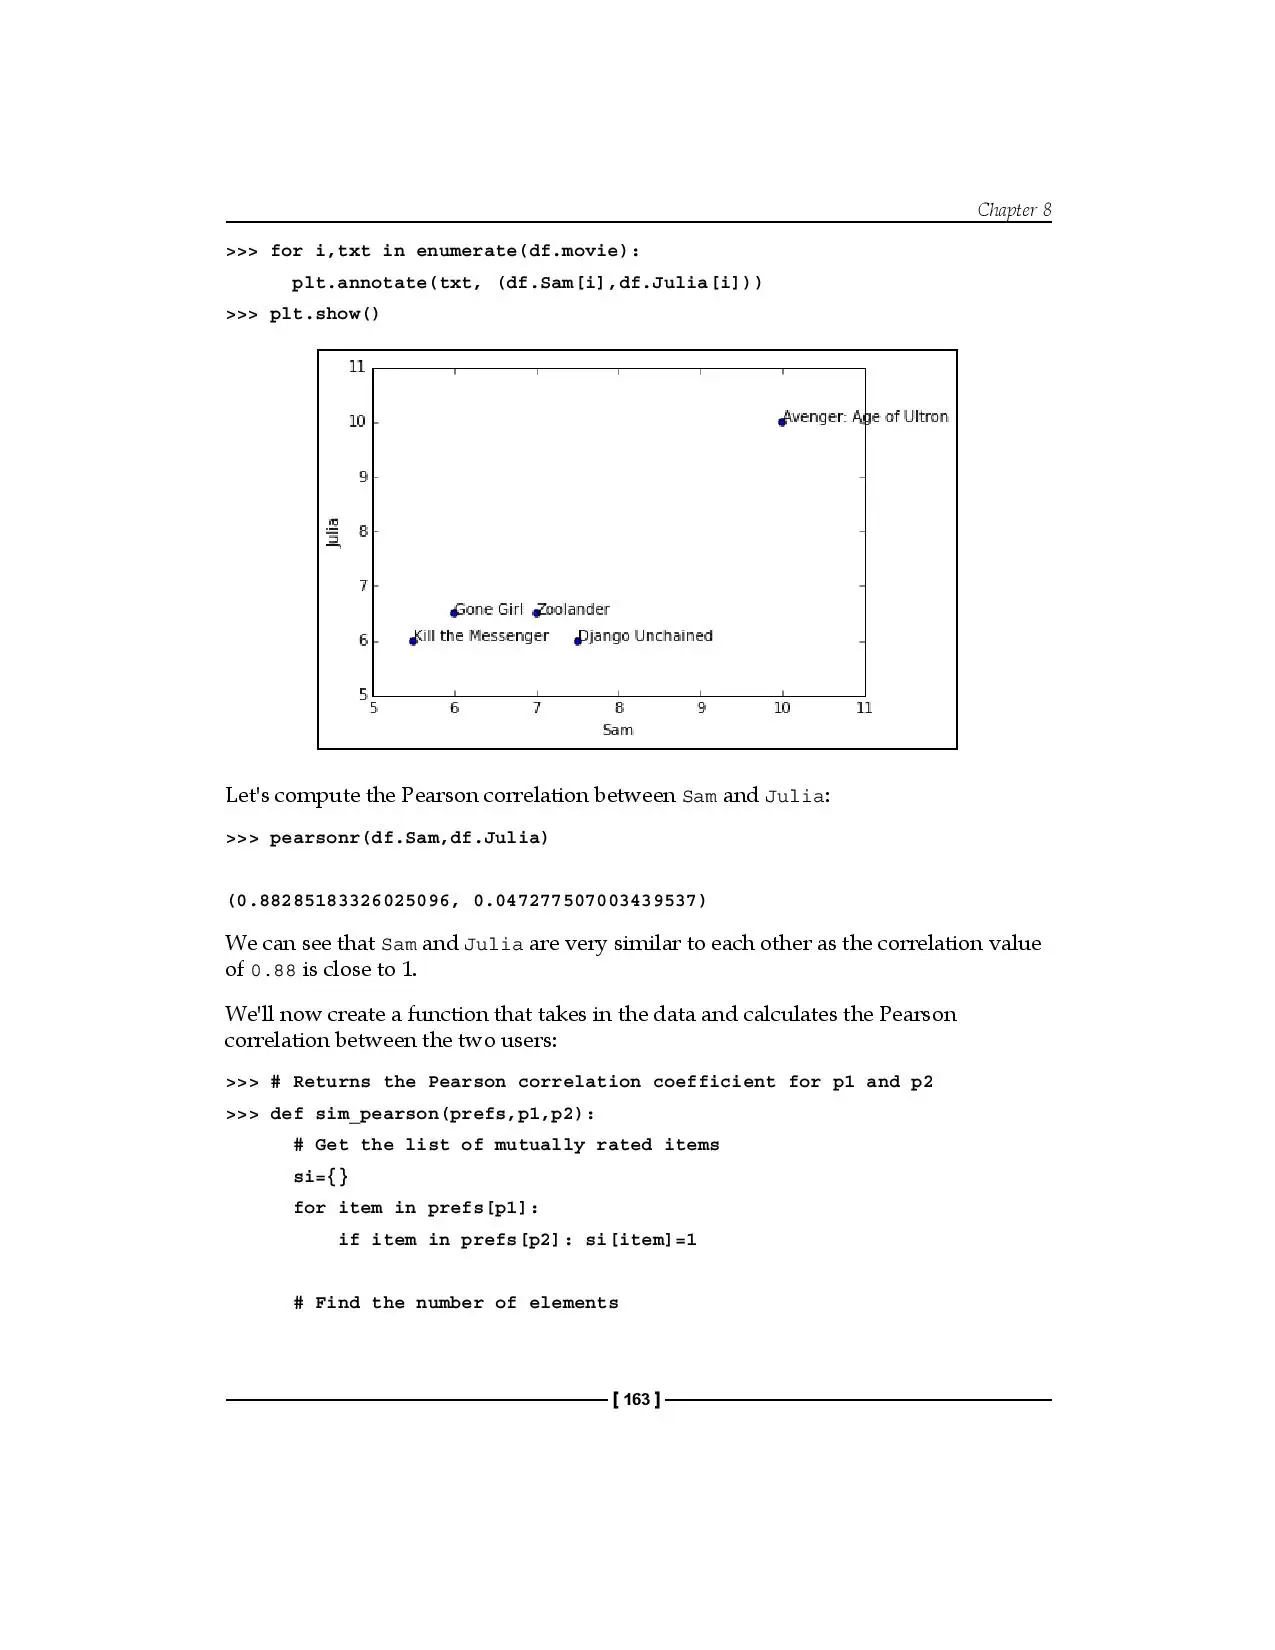 Chapter 8
>>> for i,txt in enumerate(df.movie):
plt.annotate(txt, (df.Sam[i],df.Julia[i]))
>>> plt.show()
11
10
9
8
7
6
5
Julia
Avenger: Age of Ultron
Gone Girl
Zoolander
Kill the Messenger
Django Unchained
5 6 7 8 9 10 11
Sam
Let's compute the Pearson correlation between Sam and Julia:
>>> pearsonr(df.Sam,df.Julia)
(0.88285183326025096, 0.047277507003439537)
We can see that Sam and Julia are very similar to each other as the correlation value
of 0.88 is close to 1.
We'll now create a function that takes in the data and calculates the Pearson
correlation between the two users:
>>> # Returns the Pearson correlation coefficient for p1 and p2
>>> def sim_pearson(prefs,p1,p2):
# Get the list of mutually rated items
si={}
for item in prefs[p1]:
if item in prefs[p2]: si[item]=1
# Find the number of elements
[ 163 ]